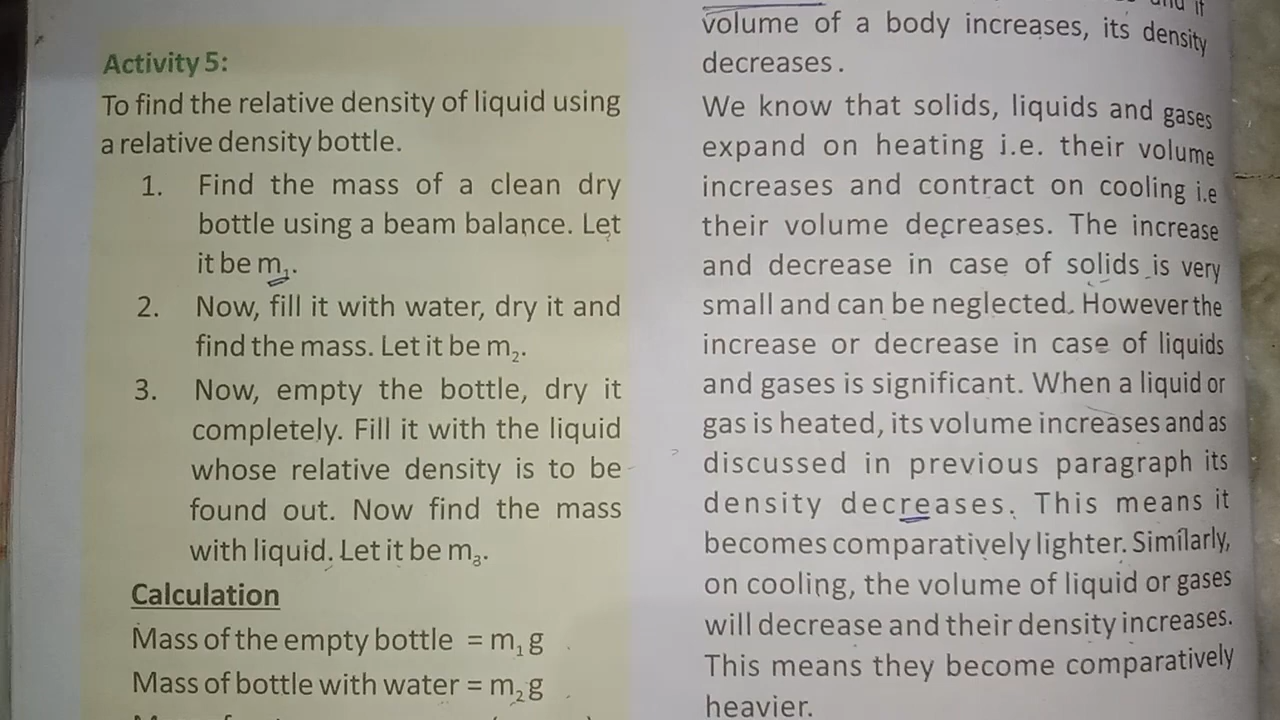 Activity 5:
To find the relative density of liquid using
a relative density bottle.
1. Find the mass of a clean dry
bottle using a beam balance. Let
it be m₁.
2. Now, fill it with water, dry it and
find the mass. Let it be m₂.
3. Now, empty the bottle, dry it
completely. Fill it with the liquid
whose relative density is to be
found out. Now find the mass
with liquid. Let it be m₃.
Calculation
Mass of the empty bottle = m₁ g
Mass of bottle with water = m₂ g
and if
volume of a body increases, its density
decreases.
We know that solids, liquids and gases
expand on heating i.e. their volume
increases and contract on cooling i.e
their volume decreases. The increase
and decrease in case of solids is very
small and can be neglected. However the
increase or decrease in case of liquids
and gases is significant. When a liquid or
gas is heated, its volume increases and as
discussed in previous paragraph its
density decreases. This means it
becomes comparatively lighter. Similarly,
on cooling, the volume of liquid or gases
will decrease and their density increases.
This means they become comparatively
heavier.